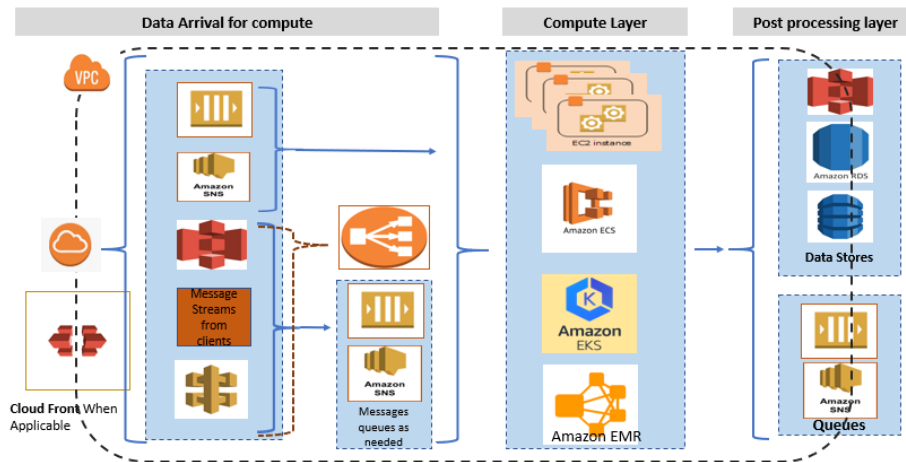 Data Arrival for compute
Compute Layer
Post processing layer
VPC
Amazon
SNS
Message
Streams
from
clients
Cloud Front When
Applicable
Amazon
SNS
Messages
queues as
needed
EC2 instance
Amazon ECS
K
Amazon
EKS
Amazon EMR
Amazon RDS
Data Stores
Amazon
SNS
Queues